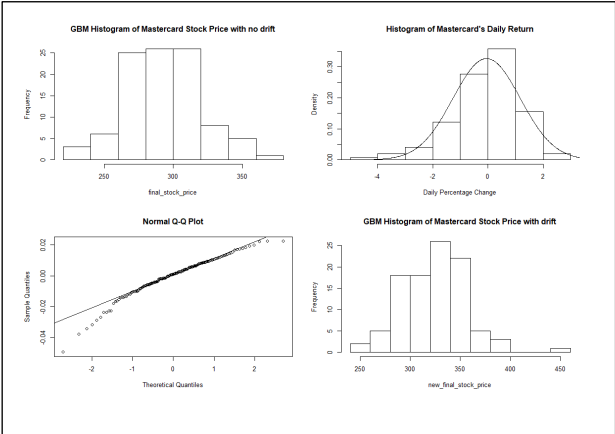 GBM Histogram of Mastercard Stock Price with no drift
Frequency
0 5 15 25
250 300 350
final_stock_price
Histogram of Mastercard's Daily Return
Density
0.00 0.10 0.20 0.30
-4 -2 0 2
Daily Percentage Change
Normal Q-Q Plot
Sample Quantiles
-0.04 -0.02 0.00 0.02
-2 -1 0 1 2
Theoretical Quantiles
GBM Histogram of Mastercard Stock Price with drift
Frequency
0 5 10 15 20 25
250 300 350 400 450
new_final_stock_price